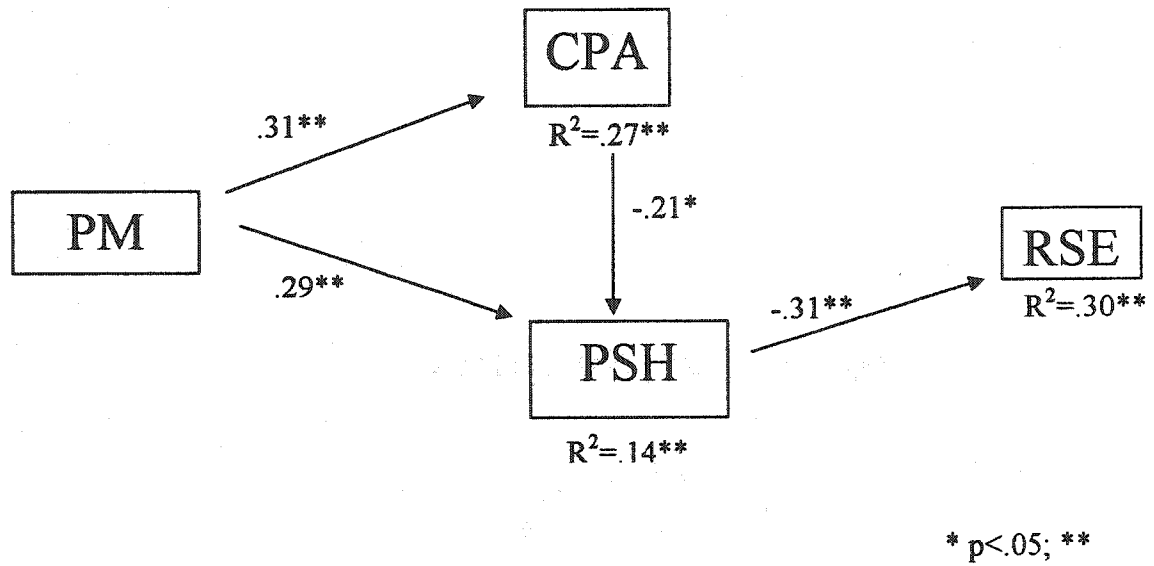 CPA
R²=.27**
.31**
-.21*
PM
RSE
R²=.30**
.29**
-.31**
PSH
R²=.14**
* p<.05; **